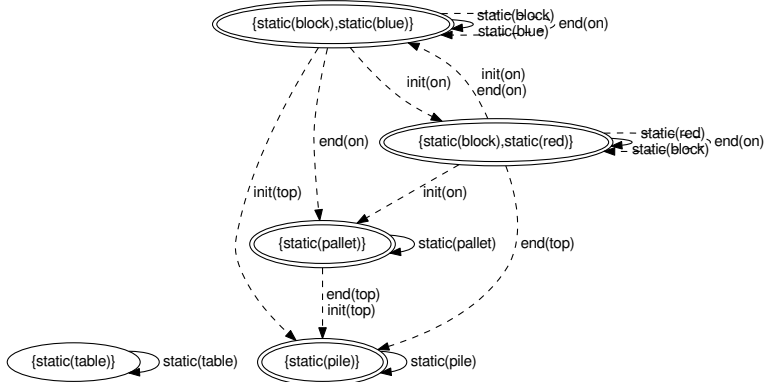 {static(block),static(blue)}
static(block)
static(blue)
end(on)
init(on)
init(on)
end(on)
{static(block),static(red)}
static(red)
static(block)
end(on)
end(on)
init(top)
init(on)
{static(pallet)}
static(pallet)
end(top)
end(top)
init(top)
{static(table)}
static(table)
{static(pile)}
static(pile)